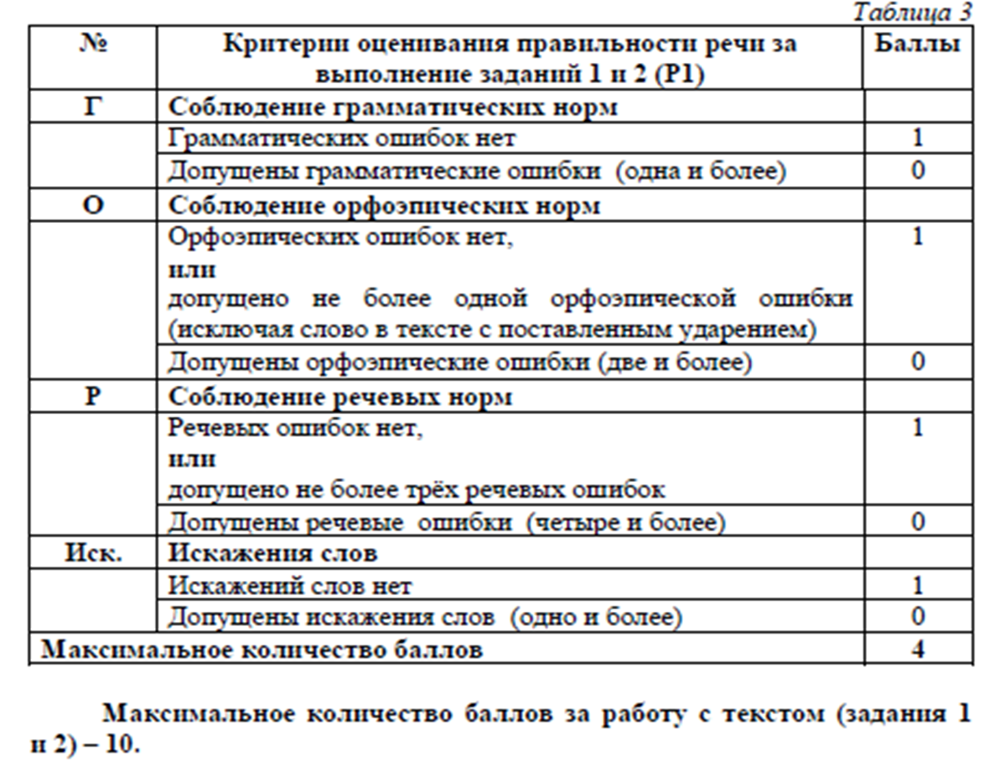 Таблица 3
№ Критерии оценивания правильности речи за Баллы
выполнение заданий 1 и 2 (Р1)
Г Соблюдение грамматических норм
Грамматических ошибок нет 1
Допущены грамматические ошибки (одна и более) 0
О Соблюдение орфоэпических норм
Орфоэпических ошибок нет, 1
или
допущено не более одной орфоэпической ошибки
(исключая слово в тексте с поставленным ударением)
Допущены орфоэпические ошибки (две и более) 0
Р Соблюдение речевых норм
Речевых ошибок нет, 1
или
допущено не более трёх речевых ошибок
Допущены речевые ошибки (четыре и более) 0
Иск. Искажения слов
Искажений слов нет 1
Допущены искажения слов (одно и более) 0
Максимальное количество баллов 4
Максимальное количество баллов за работу с текстом (задания 1
и 2) – 10.